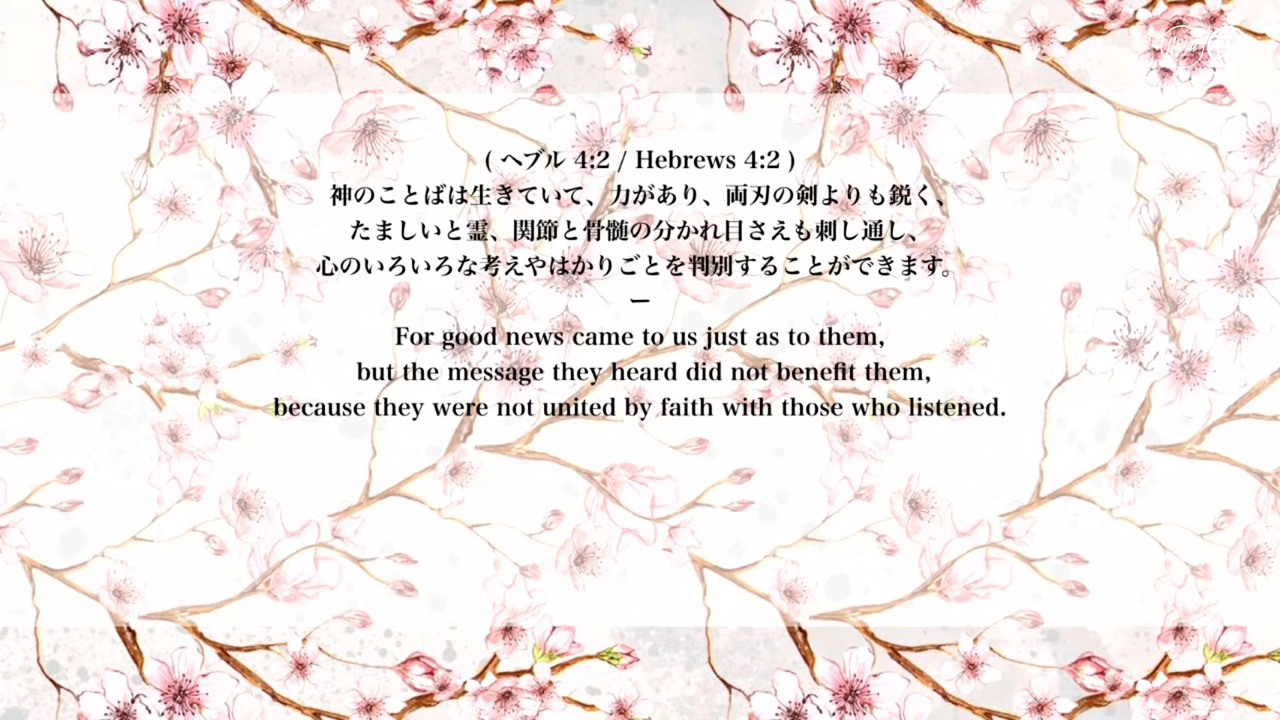 ( ヘブル 4:2 / Hebrews 4:2 )
神のことばは生きていて、力があり、両刃の剣よりも鋭く、
たましいと霊、関節と骨髄の分かれ目さえも刺し通し、
心のいろいろな考えやはかりごとを判別することができます。
ー
For good news came to us just as to them,
but the message they heard did not benefit them,
because they were not united by faith with those who listened.